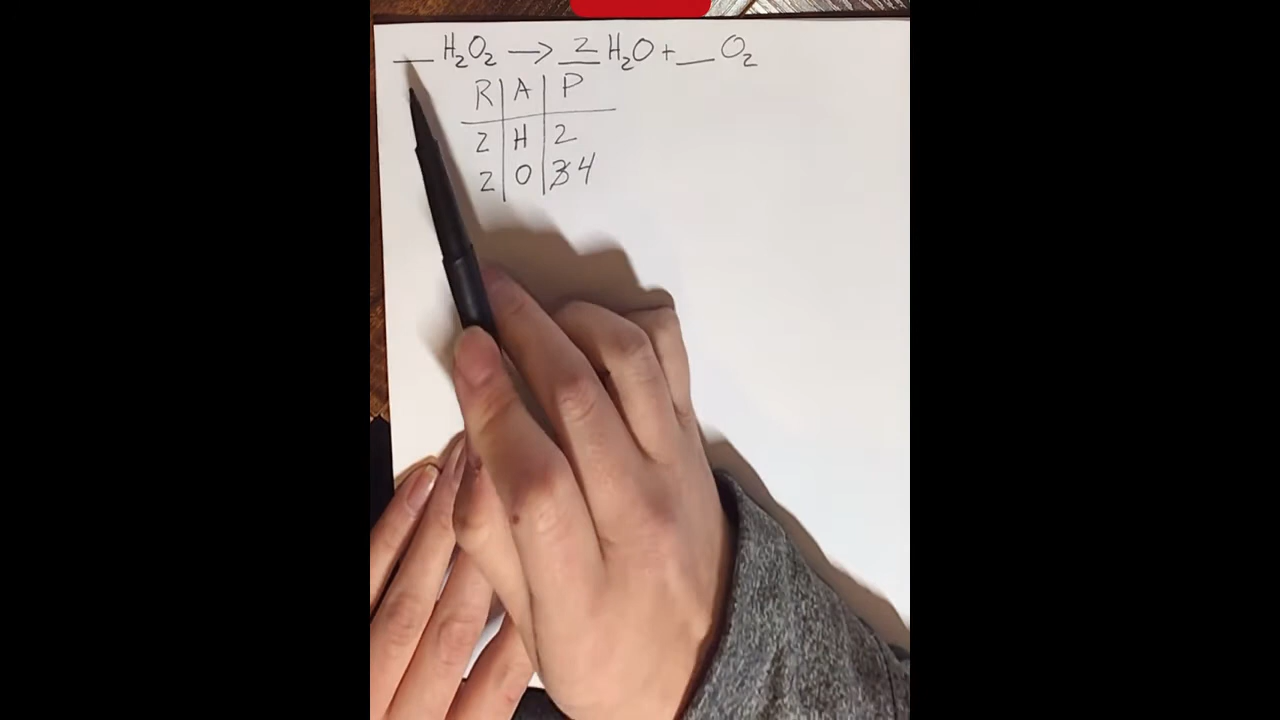 __ H₂O₂ → 2 H₂O + __ O₂
R A P
2 H 2
2 O 3 4